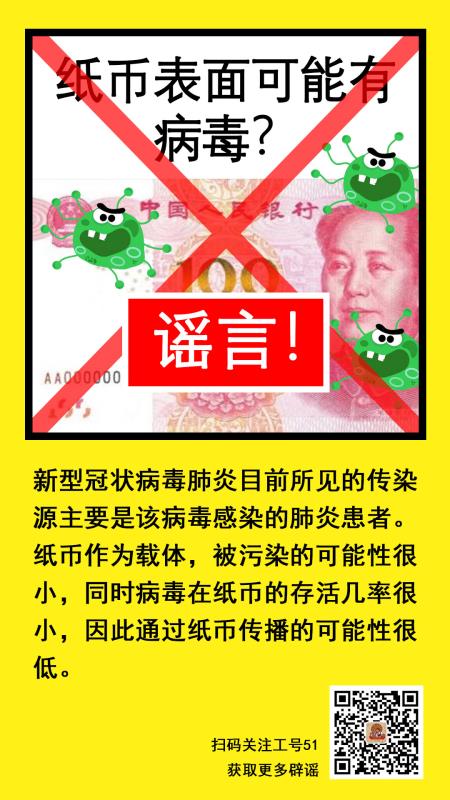 纸币表面可能有
病毒?
中国人民银行
100
谣言!
AA000000
新型冠状病毒肺炎目前所见的传染
源主要是该病毒感染的肺炎患者。
纸币作为载体，被污染的可能性很
小，同时病毒在纸币的存活几率很
小，因此通过纸币传播的可能性很
低。
扫码关注工号51
获取更多辟谣